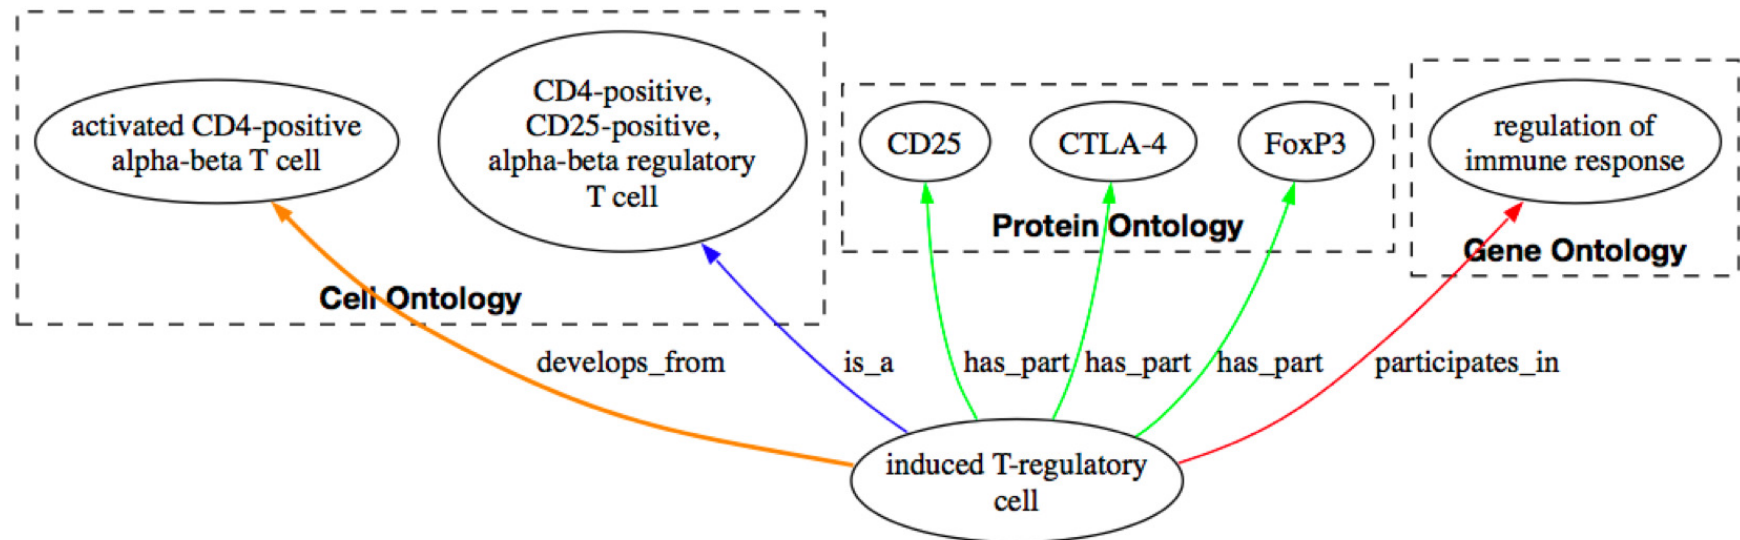 activated CD4-positive
alpha-beta T cell
CD4-positive,
CD25-positive,
alpha-beta regulatory
T cell
CD25
CTLA-4
FoxP3
regulation of
immune response
Protein Ontology
Gene Ontology
Cell Ontology
develops_from
is_a
has_part
has_part
has_part
participates_in
induced T-regulatory
cell